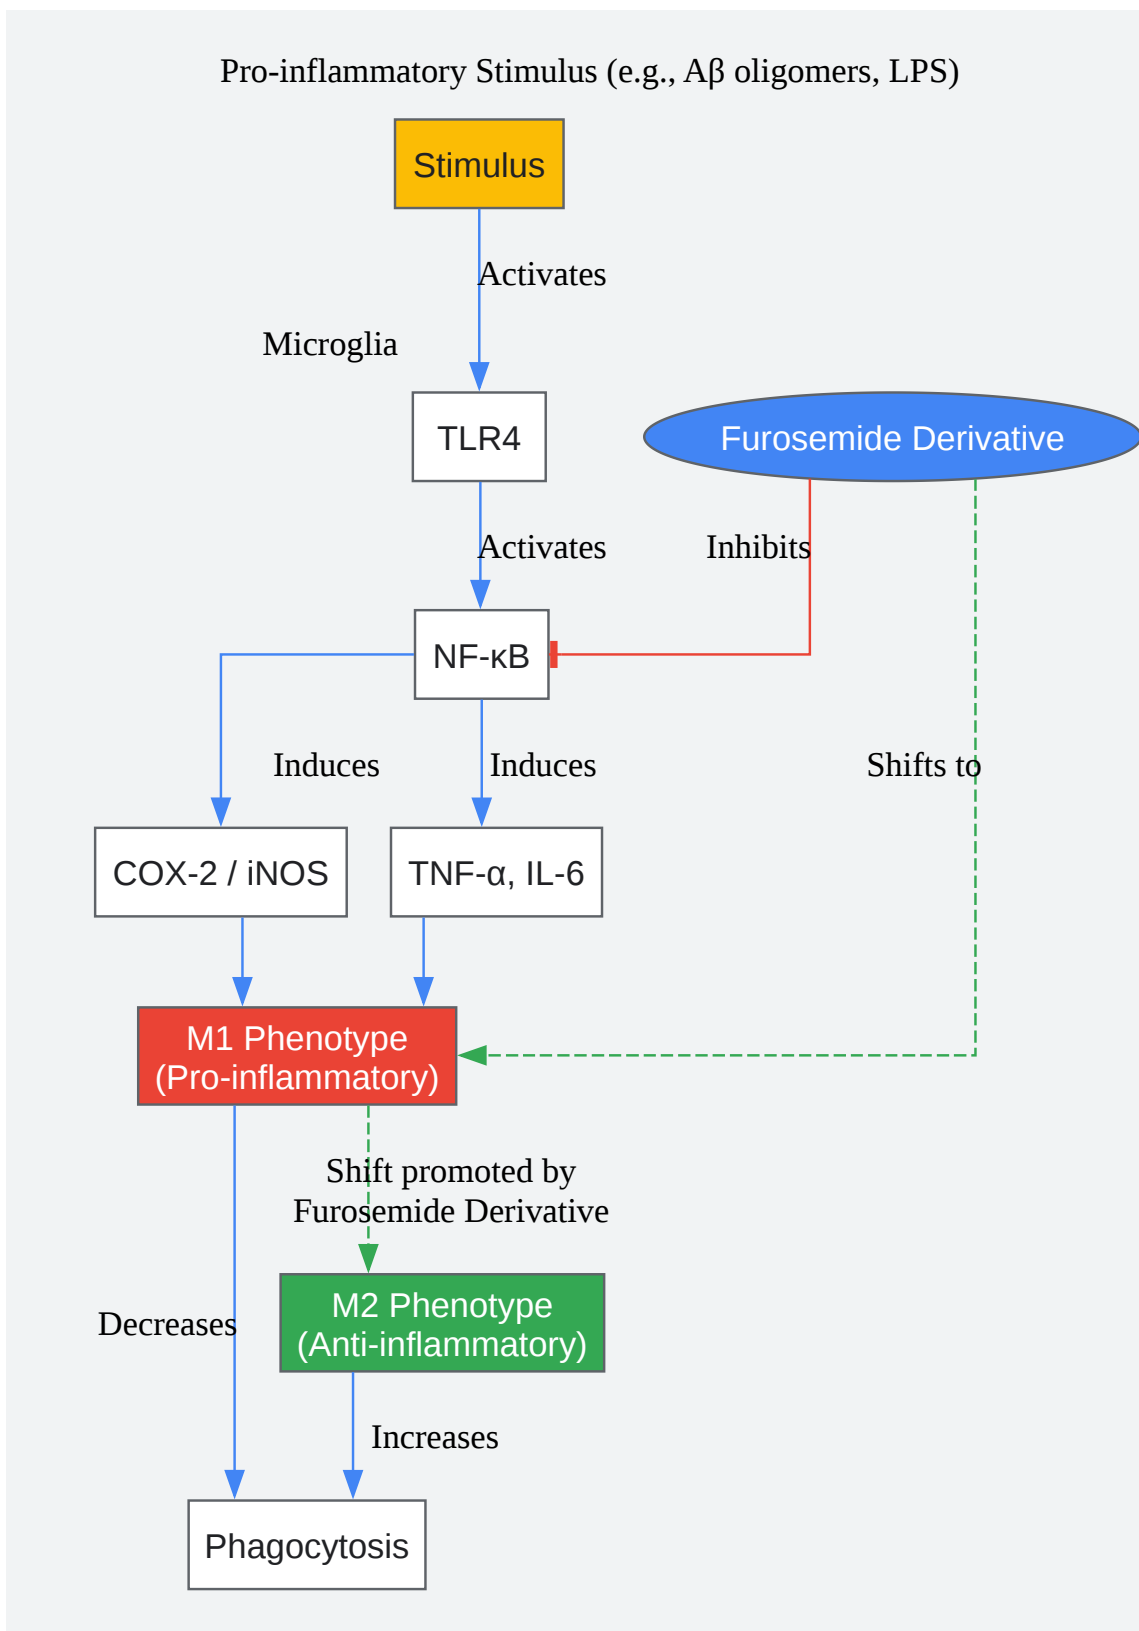 Pro-inflammatory Stimulus (e.g., Aβ oligomers, LPS)
Stimulus
Activates
Microglia
TLR4
Furosemide Derivative
Activates
Inhibits
NF-κB
Induces
Induces
Shifts to
COX-2 / iNOS
TNF-α, IL-6
M1 Phenotype
(Pro-inflammatory)
Shift promoted by
Furosemide Derivative
M2 Phenotype
(Anti-inflammatory)
Decreases
Increases
Phagocytosis